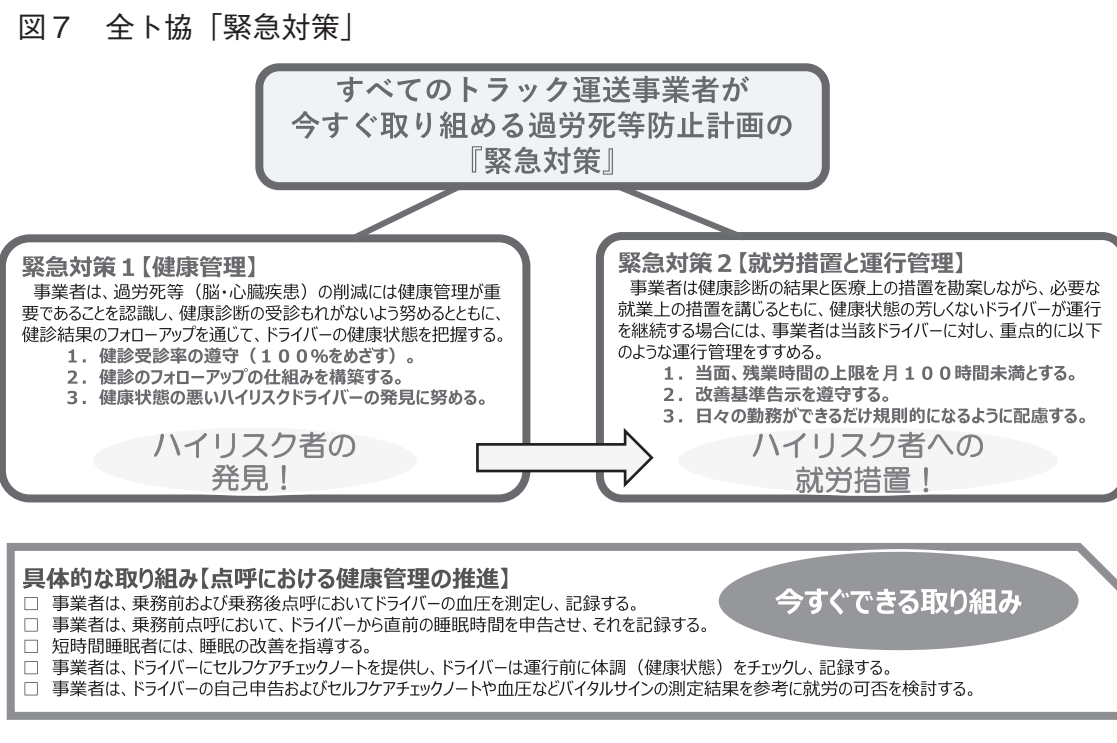 図７　全ト協「緊急対策」
すべてのトラック運送事業者が
今すぐ取り組める過労死等防止計画の
『緊急対策』
緊急対策１【健康管理】
事業者は、過労死等（脳・心臓疾患）の削減には健康管理が重
要であることを認識し、健康診断の受診もれがないよう努めるとともに、
健診結果のフォローアップを通じて、ドライバーの健康状態を把握する。
１．健診受診率の遵守（１００％をめざす）。
２．健診のフォローアップの仕組みを構築する。
３．健康状態の悪いハイリスクドライバーの発見に努める。
ハイリスク者の
発見！
緊急対策２【就労措置と運行管理】
事業者は健康診断の結果と医療上の措置を勘案しながら、必要な
就業上の措置を講じるともに、健康状態の芳しくないドライバーが運行
を継続する場合には、事業者は当該ドライバーに対し、重点的に以下
のような運行管理をすすめる。
１．当面、残業時間の上限を月１００時間未満とする。
２．改善基準告示を遵守する。
３．日々の勤務ができるだけ規則的になるように配慮する。
ハイリスク者への
就労措置！
具体的な取り組み【点呼における健康管理の推進】
□ 事業者は、乗務前および乗務後点呼においてドライバーの血圧を測定し、記録する。
□ 事業者は、乗務前点呼において、ドライバーから直前の睡眠時間を申告させ、それを記録する。
□ 短時間睡眠者には、睡眠の改善を指導する。
□ 事業者は、ドライバーにセルフケアチェックノートを提供し、ドライバーは運行前に体調（健康状態）をチェックし、記録する。
□ 事業者は、ドライバーの自己申告およびセルフケアチェックノートや血圧などバイタルサインの測定結果を参考に就労の可否を検討する。
今すぐできる取り組み